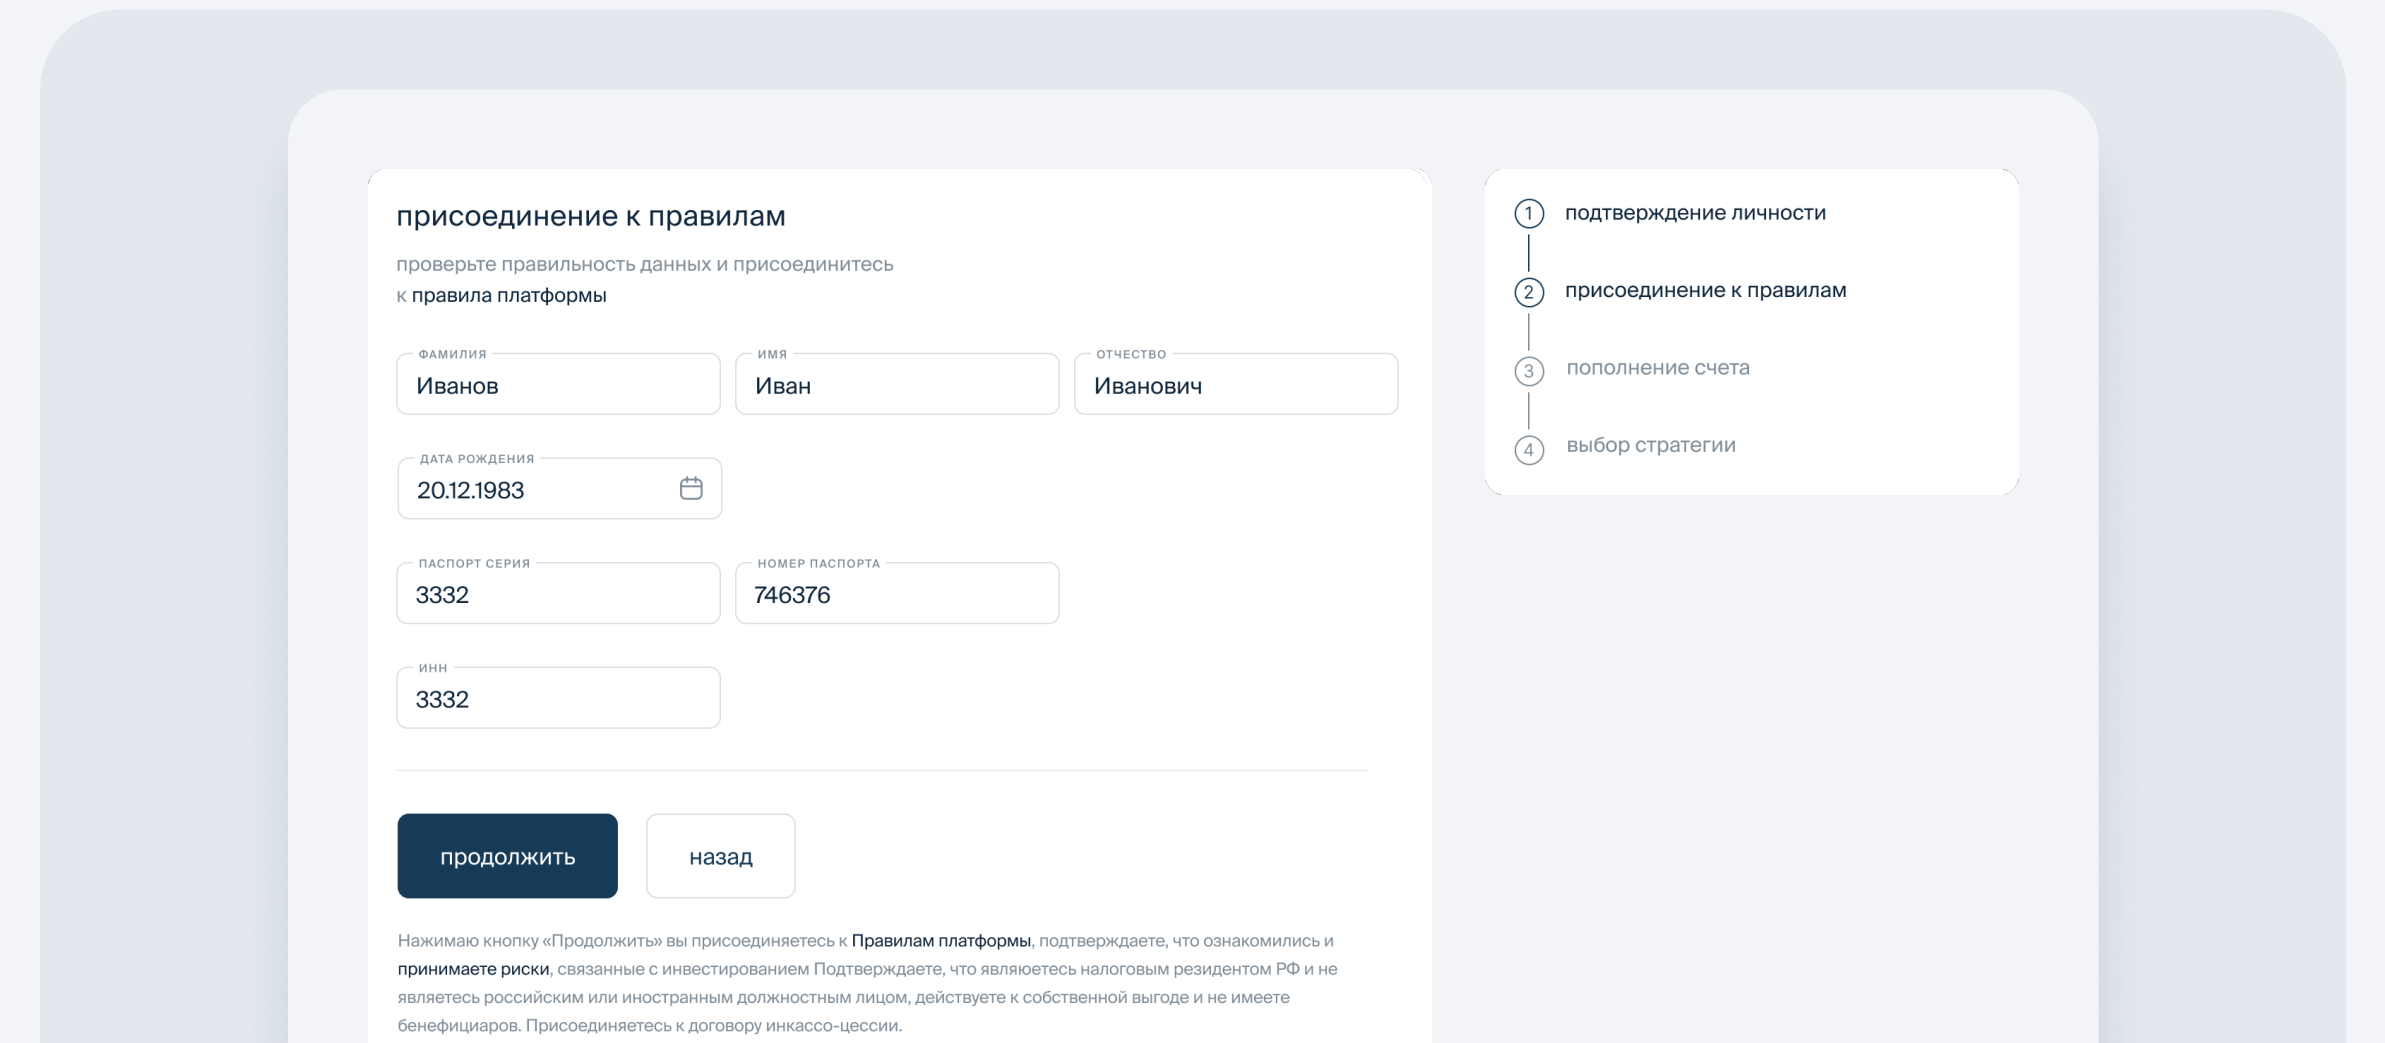 присоединение к правилам
проверьте правильность данных и присоединитесь
к правила платформы
ФАМИЛИЯ
Иванов
ИМЯ
Иван
ОТЧЕСТВО
Иванович
ДАТА РОЖДЕНИЯ
20.12.1983
ПАСПОРТ СЕРИЯ
3332
НОМЕР ПАСПОРТА
746376
ИНН
3332
продолжить
назад
Нажимаю кнопку «Продолжить» вы присоединяетесь к Правилам платформы, подтверждаете, что ознакомились и
принимаете риски, связанные с инвестированием Подтверждаете, что являюетесь налоговым резидентом РФ и не
являетесь российским или иностранным должностным лицом, действуете к собственной выгоде и не имеете
бенефициаров. Присоединяетесь к договору инкассо-цессии.
1 подтверждение личности
2 присоединение к правилам
3 пополнение счета
4 выбор стратегии